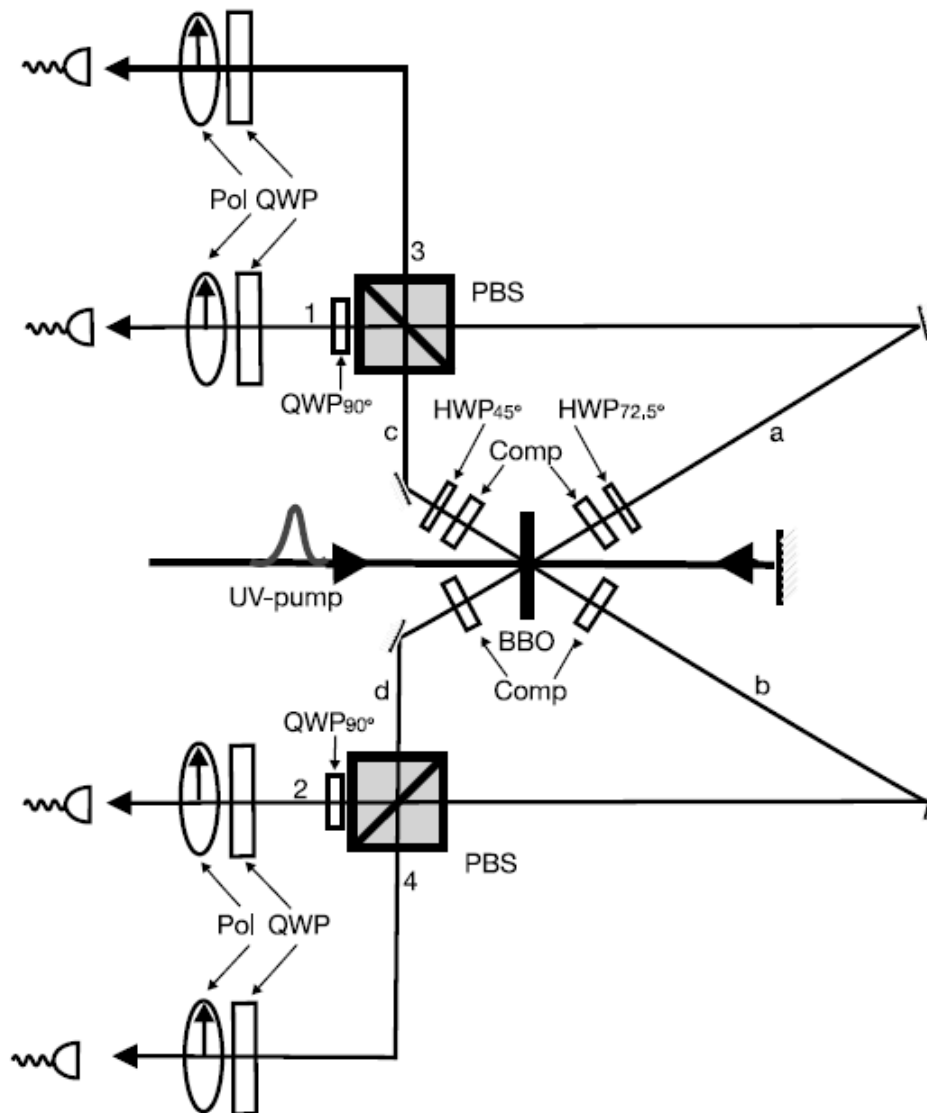 Pol QWP
3
PBS
1
QWP90°
HWP45°
HWP72,5°
c
Comp
a
UV-pump
BBO
d
Comp
b
QWP90°
2
PBS
4
Pol QWP